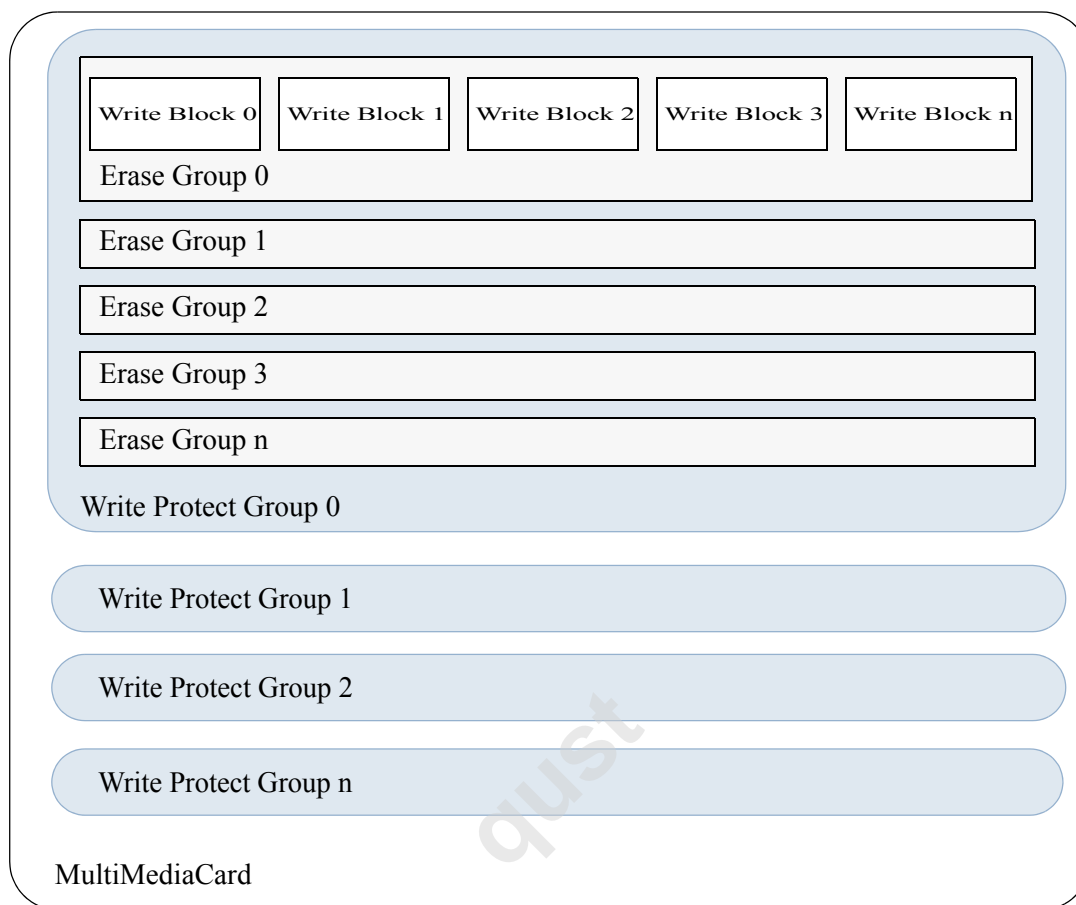 Write Block 0 Write Block 1 Write Block 2 Write Block 3 Write Block n
Erase Group 0
Erase Group 1
Erase Group 2
Erase Group 3
Erase Group n
Write Protect Group 0
Write Protect Group 1
Write Protect Group 2
Write Protect Group n
qust
MultiMediaCard